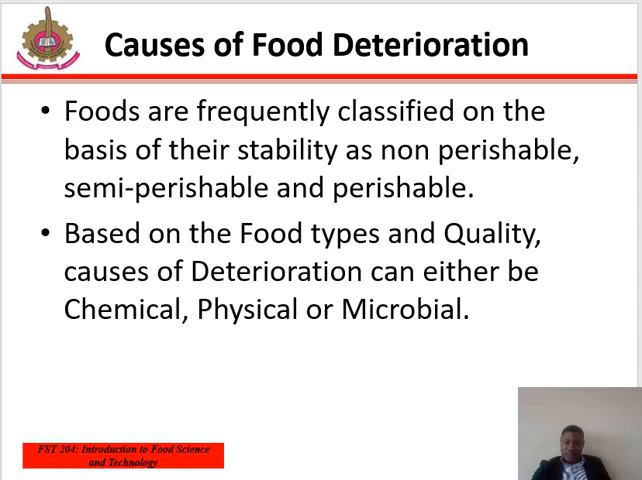 Causes of Food Deterioration
• Foods are frequently classified on the
basis of their stability as non perishable,
semi-perishable and perishable.
• Based on the Food types and Quality,
causes of Deterioration can either be
Chemical, Physical or Microbial.
FST 204: Introduction to Food Science
and Technology